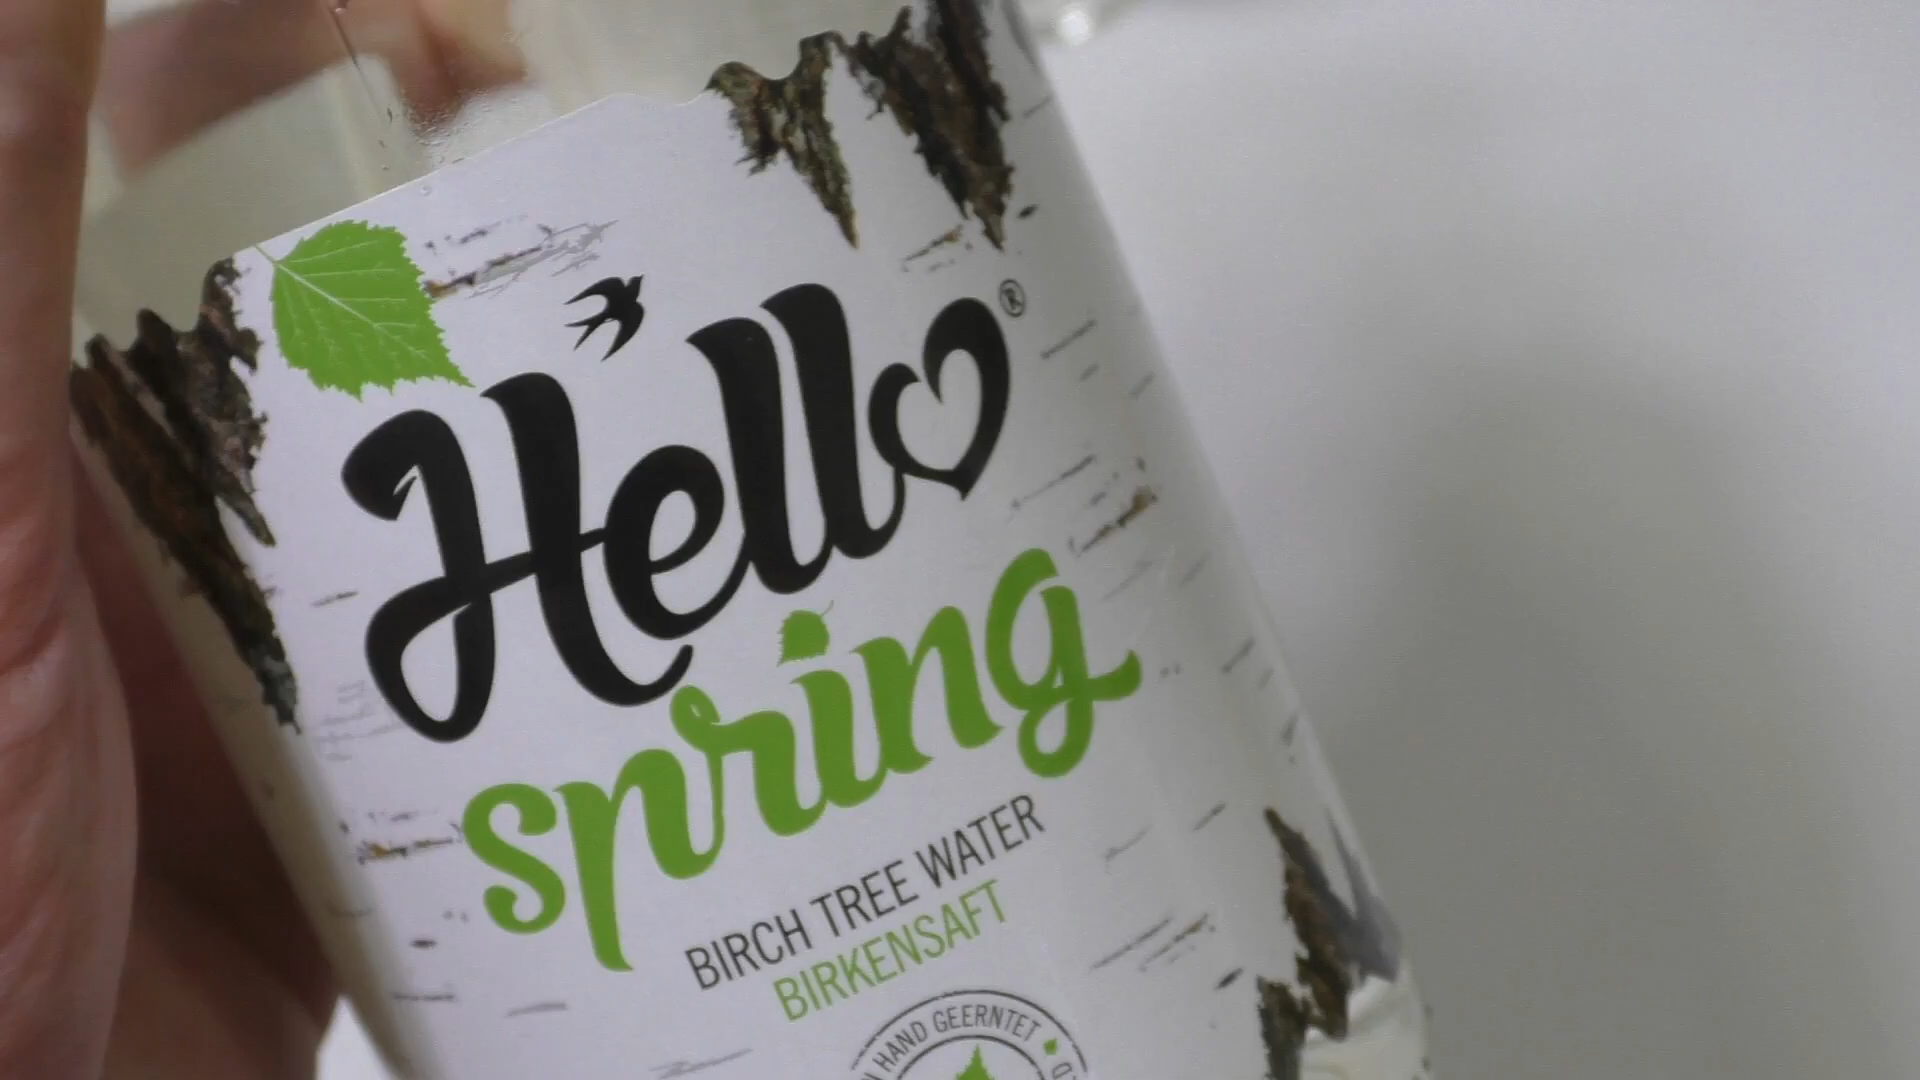 Hello®
spring
BIRCH TREE WATER
BIRKENSAFT
HAND GEERNTET